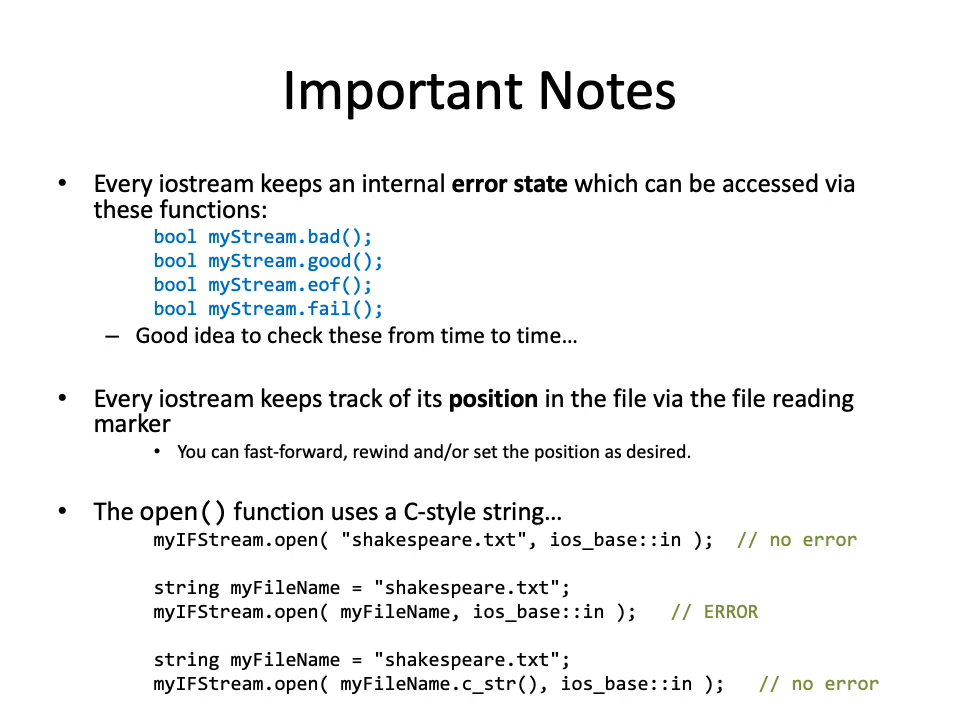 Important Notes
• Every iostream keeps an internal error state which can be accessed via
these functions:
bool myStream.bad();
bool myStream.good();
bool myStream.eof();
bool myStream.fail();
– Good idea to check these from time to time…
• Every iostream keeps track of its position in the file via the file reading
marker
• You can fast-forward, rewind and/or set the position as desired.
• The open() function uses a C-style string…
myIFStream.open( "shakespeare.txt", ios_base::in ); // no error
string myFileName = "shakespeare.txt";
myIFStream.open( myFileName, ios_base::in ); // ERROR
string myFileName = "shakespeare.txt";
myIFStream.open( myFileName.c_str(), ios_base::in ); // no error